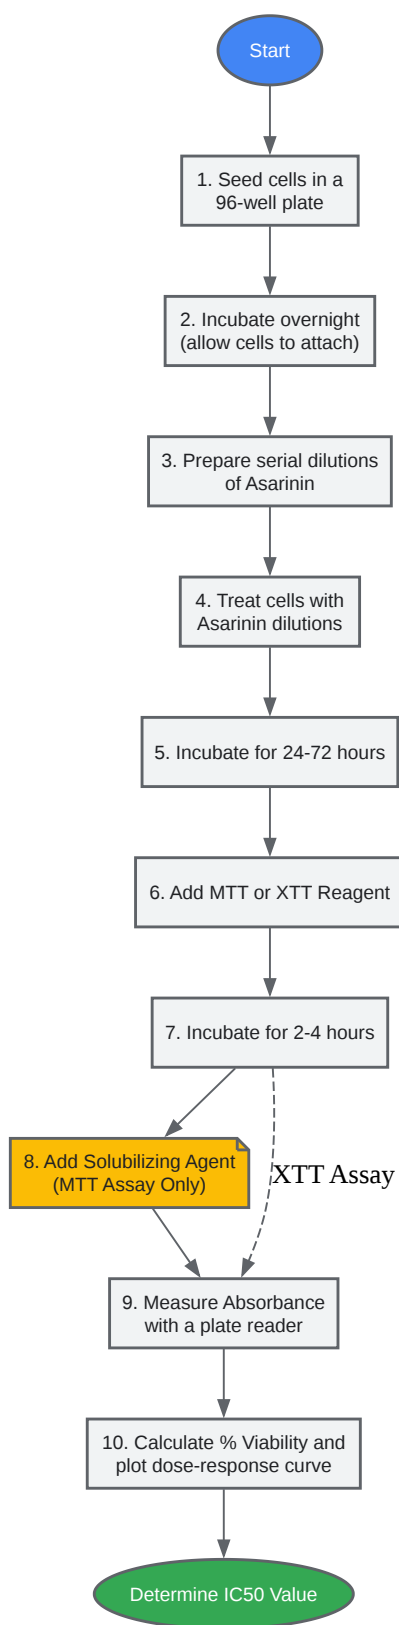 Start
1. Seed cells in a
96-well plate
2. Incubate overnight
(allow cells to attach)
3. Prepare serial dilutions
of Asarinin
4. Treat cells with
Asarinin dilutions
5. Incubate for 24-72 hours
6. Add MTT or XTT Reagent
7. Incubate for 2-4 hours
8. Add Solubilizing Agent
(MTT Assay Only)
XTT Assay
9. Measure Absorbance
with a plate reader
10. Calculate % Viability and
plot dose-response curve
Determine IC50 Value